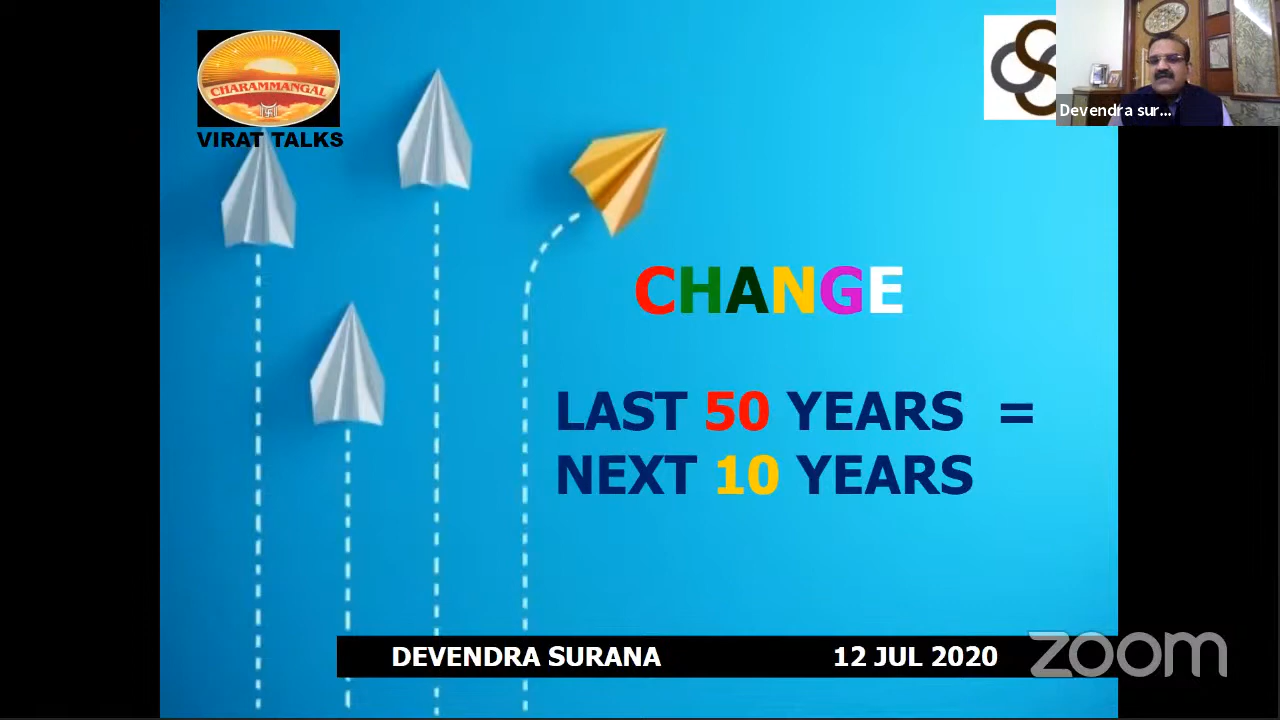 CHARAMMANGAL
VIRAT TALKS
Devendra sur...
CHANGE
LAST 50 YEARS =
NEXT 10 YEARS
DEVENDRA SURANA 12 JUL 2020
zoom